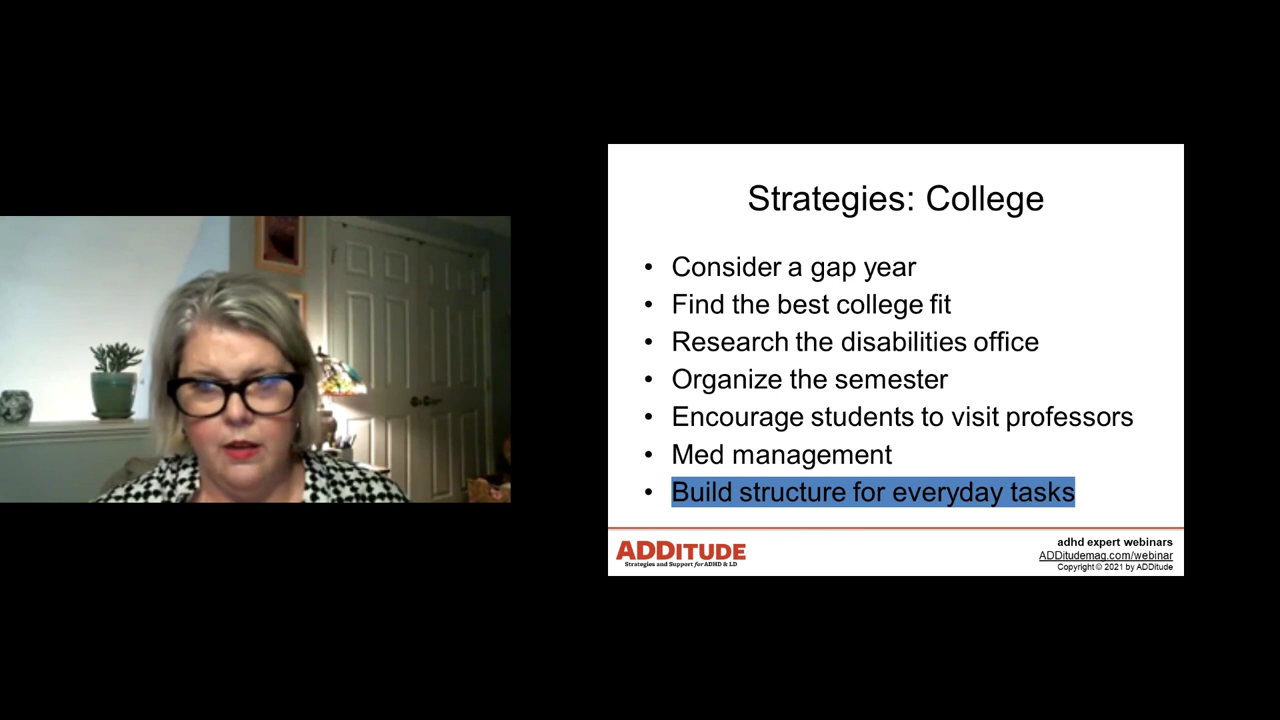 Strategies: College
• Consider a gap year
• Find the best college fit
• Research the disabilities office
• Organize the semester
• Encourage students to visit professors
• Med management
• Build structure for everyday tasks
ADDITUDE
Strategies and Support for ADHD & LD
adhd expert webinars
ADDitudemag.com/webinar
Copyright © 2021 by ADDitude